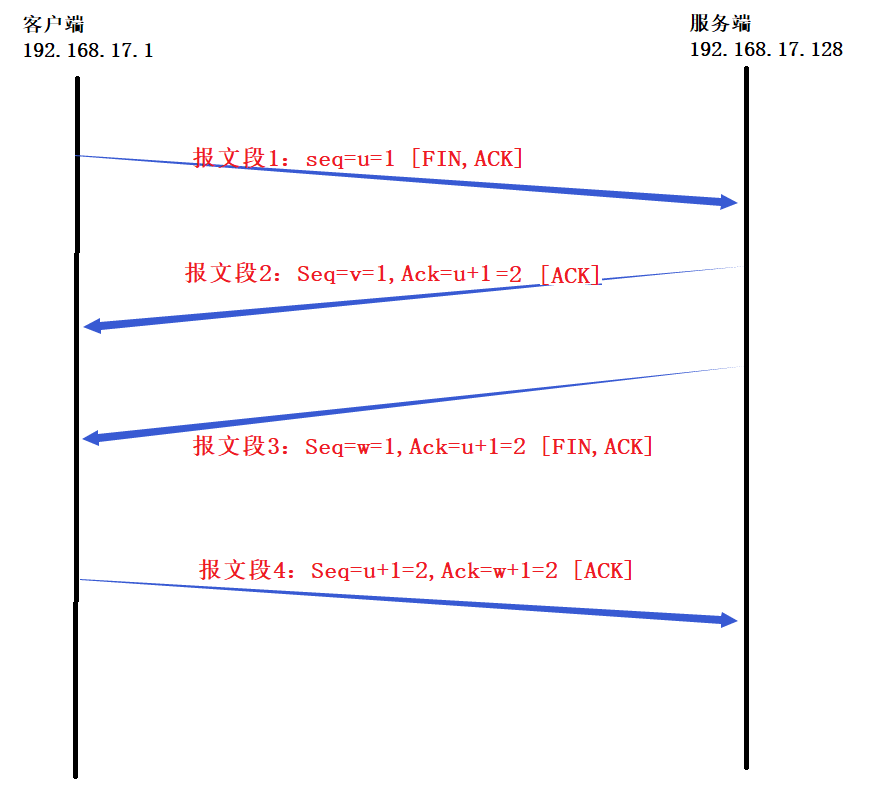 客户端
192.168.17.1
服务端
192.168.17.128
报文段1：seq=u=1 [FIN,ACK]
报文段2：Seq=v=1,Ack=u+1=2 [ACK]
报文段3：Seq=w=1,Ack=u+1=2 [FIN,ACK]
报文段4：Seq=u+1=2,Ack=w+1=2 [ACK]